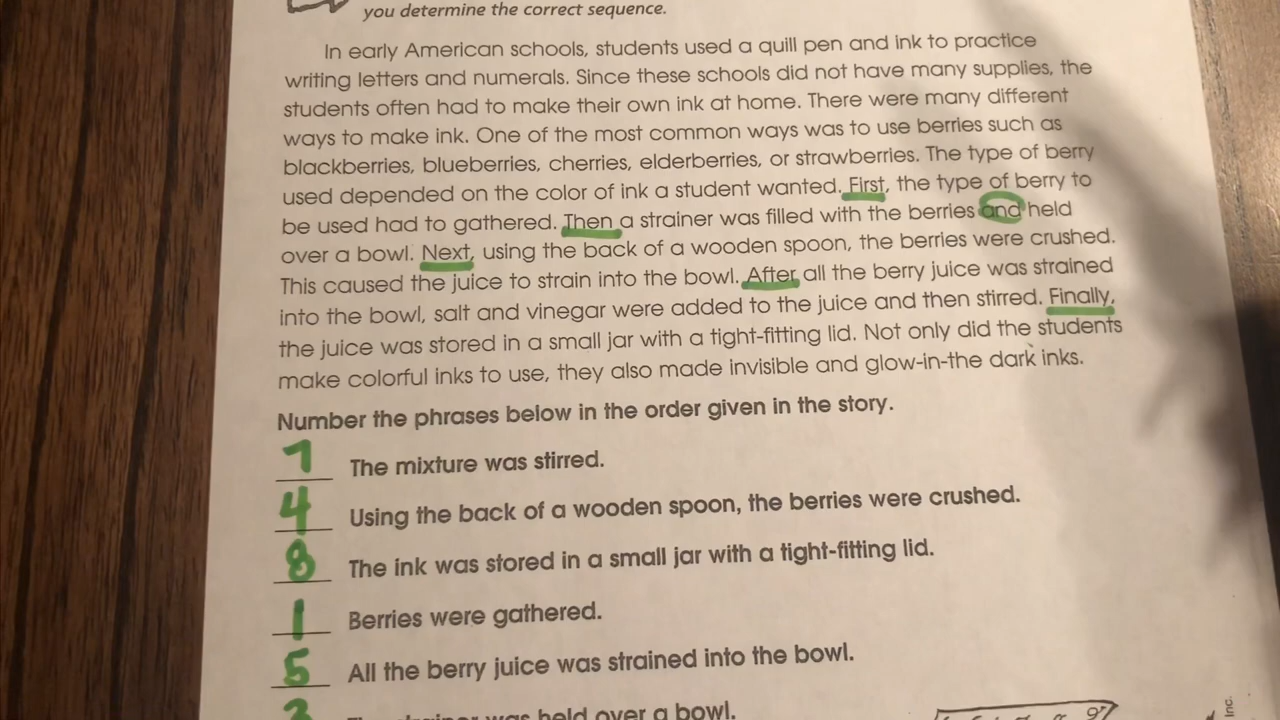 you determine the correct sequence.
In early American schools, students used a quill pen and ink to practice
writing letters and numerals. Since these schools did not have many supplies, the
students often had to make their own ink at home. There were many different
ways to make ink. One of the most common ways was to use berries such as
blackberries, blueberries, cherries, elderberries, or strawberries. The type of berry
used depended on the color of ink a student wanted. First, the type of berry to
be used had to gathered. Then a strainer was filled with the berries and held
over a bowl. Next, using the back of a wooden spoon, the berries were crushed.
This caused the juice to strain into the bowl. After all the berry juice was strained
into the bowl, salt and vinegar were added to the juice and then stirred. Finally,
the juice was stored in a small jar with a tight-fitting lid. Not only did the students
make colorful inks to use, they also made invisible and glow-in-the dark inks.
Number the phrases below in the order given in the story.
7 The mixture was stirred.
4 Using the back of a wooden spoon, the berries were crushed.
8 The ink was stored in a small jar with a tight-fitting lid.
1 Berries were gathered.
5 All the berry juice was strained into the bowl.
3 The strainer was held over a bowl.
Inc.